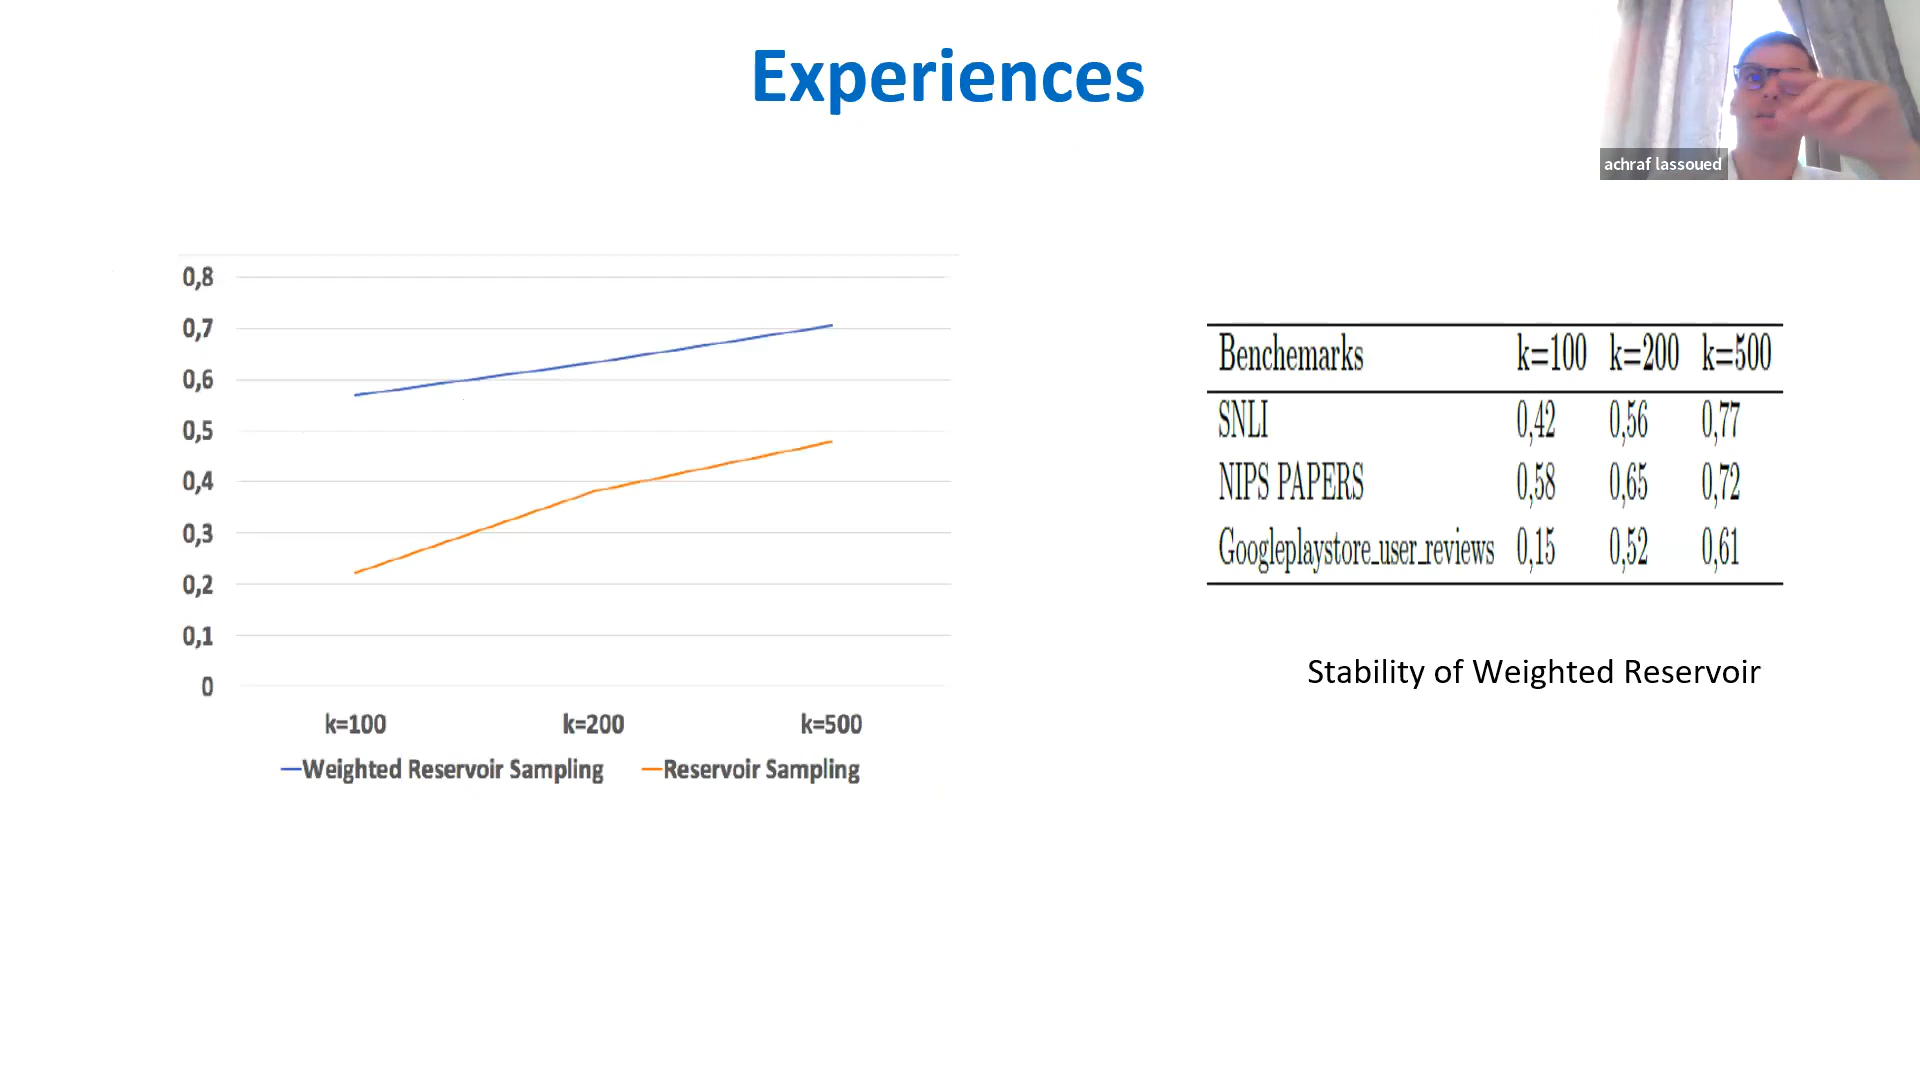 Experiences
achraf lassoued
0,8
0,7
0,6
0,5
0,4
0,3
0,2
0,1
0
k=100 k=200 k=500
Weighted Reservoir Sampling Reservoir Sampling
Benchemarks k=100 k=200 k=500
SNLI 0,42 0,56 0,77
NIPS PAPERS 0,58 0,65 0,72
Googleplaystore_user_reviews 0,15 0,52 0,61
Stability of Weighted Reservoir